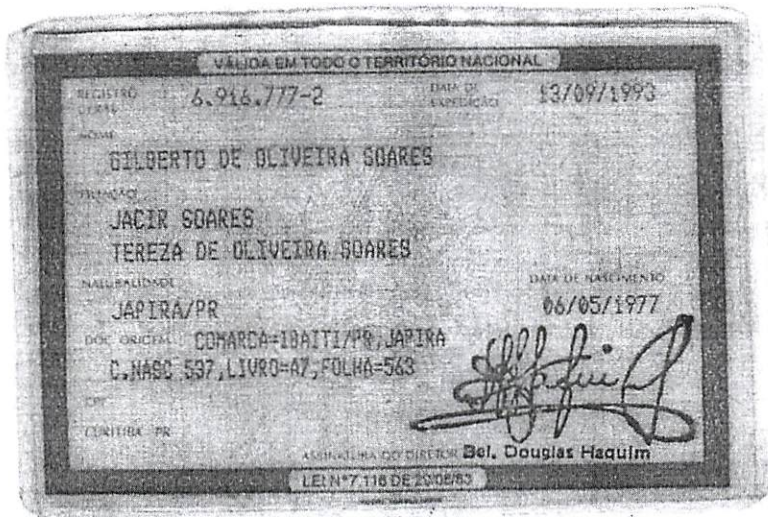 VÁLIDA EM TODO O TERRITÓRIO NACIONAL
REGISTRO GERAL 6.916.777-2 DATA DE EXPEDIÇÃO 13/09/1993
NOME
GILBERTO DE OLIVEIRA SOARES
FILIAÇÃO
JACIR SOARES
TEREZA DE OLIVEIRA SOARES
NATURALIDADE DATA DE NASCIMENTO
JAPIRA/PR 06/05/1977
DOC ORIGEM COMARCA=IBAITI/PR, JAPIRA
C.NASC 597, LIVRO=A7, FOLHA=563
CPF
CURITIBA PR
ASSINATURA DO DIRETOR Bel. Douglas Haquim
LEI Nº 7.116 DE 29/08/83